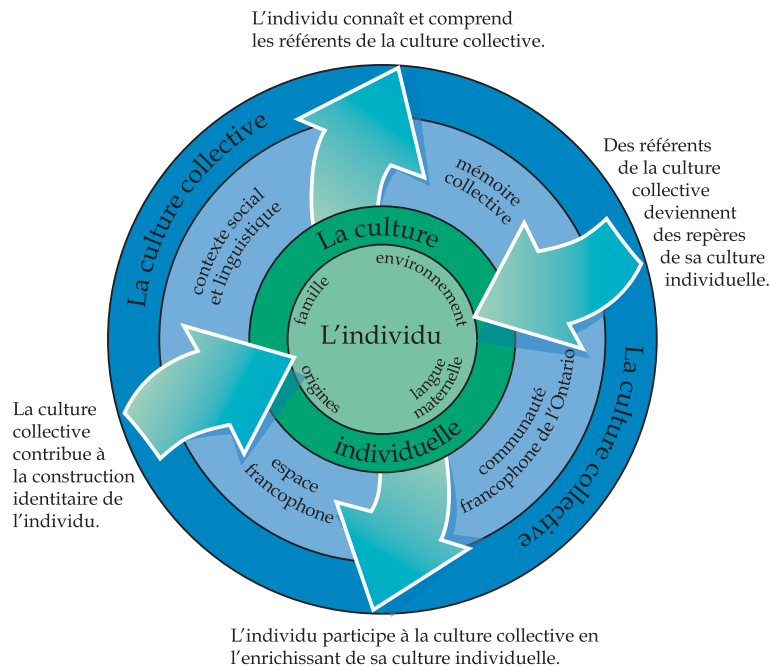 L'individu connaît et comprend
les référents de la culture collective.
La culture collective
mémoire
collective
contexte social
et linguistique
Des référents
de la culture
collective
deviennent
des repères
de sa culture
individuelle.
La culture
environnement
famille
L'individu
origines
langue
maternelle
individuelle
La culture
collective
contribue à
la construction
identitaire de
l'individu.
espace
francophone
communauté
francophone de l'Ontario
La culture collective
L'individu participe à la culture collective en
l'enrichissant de sa culture individuelle.